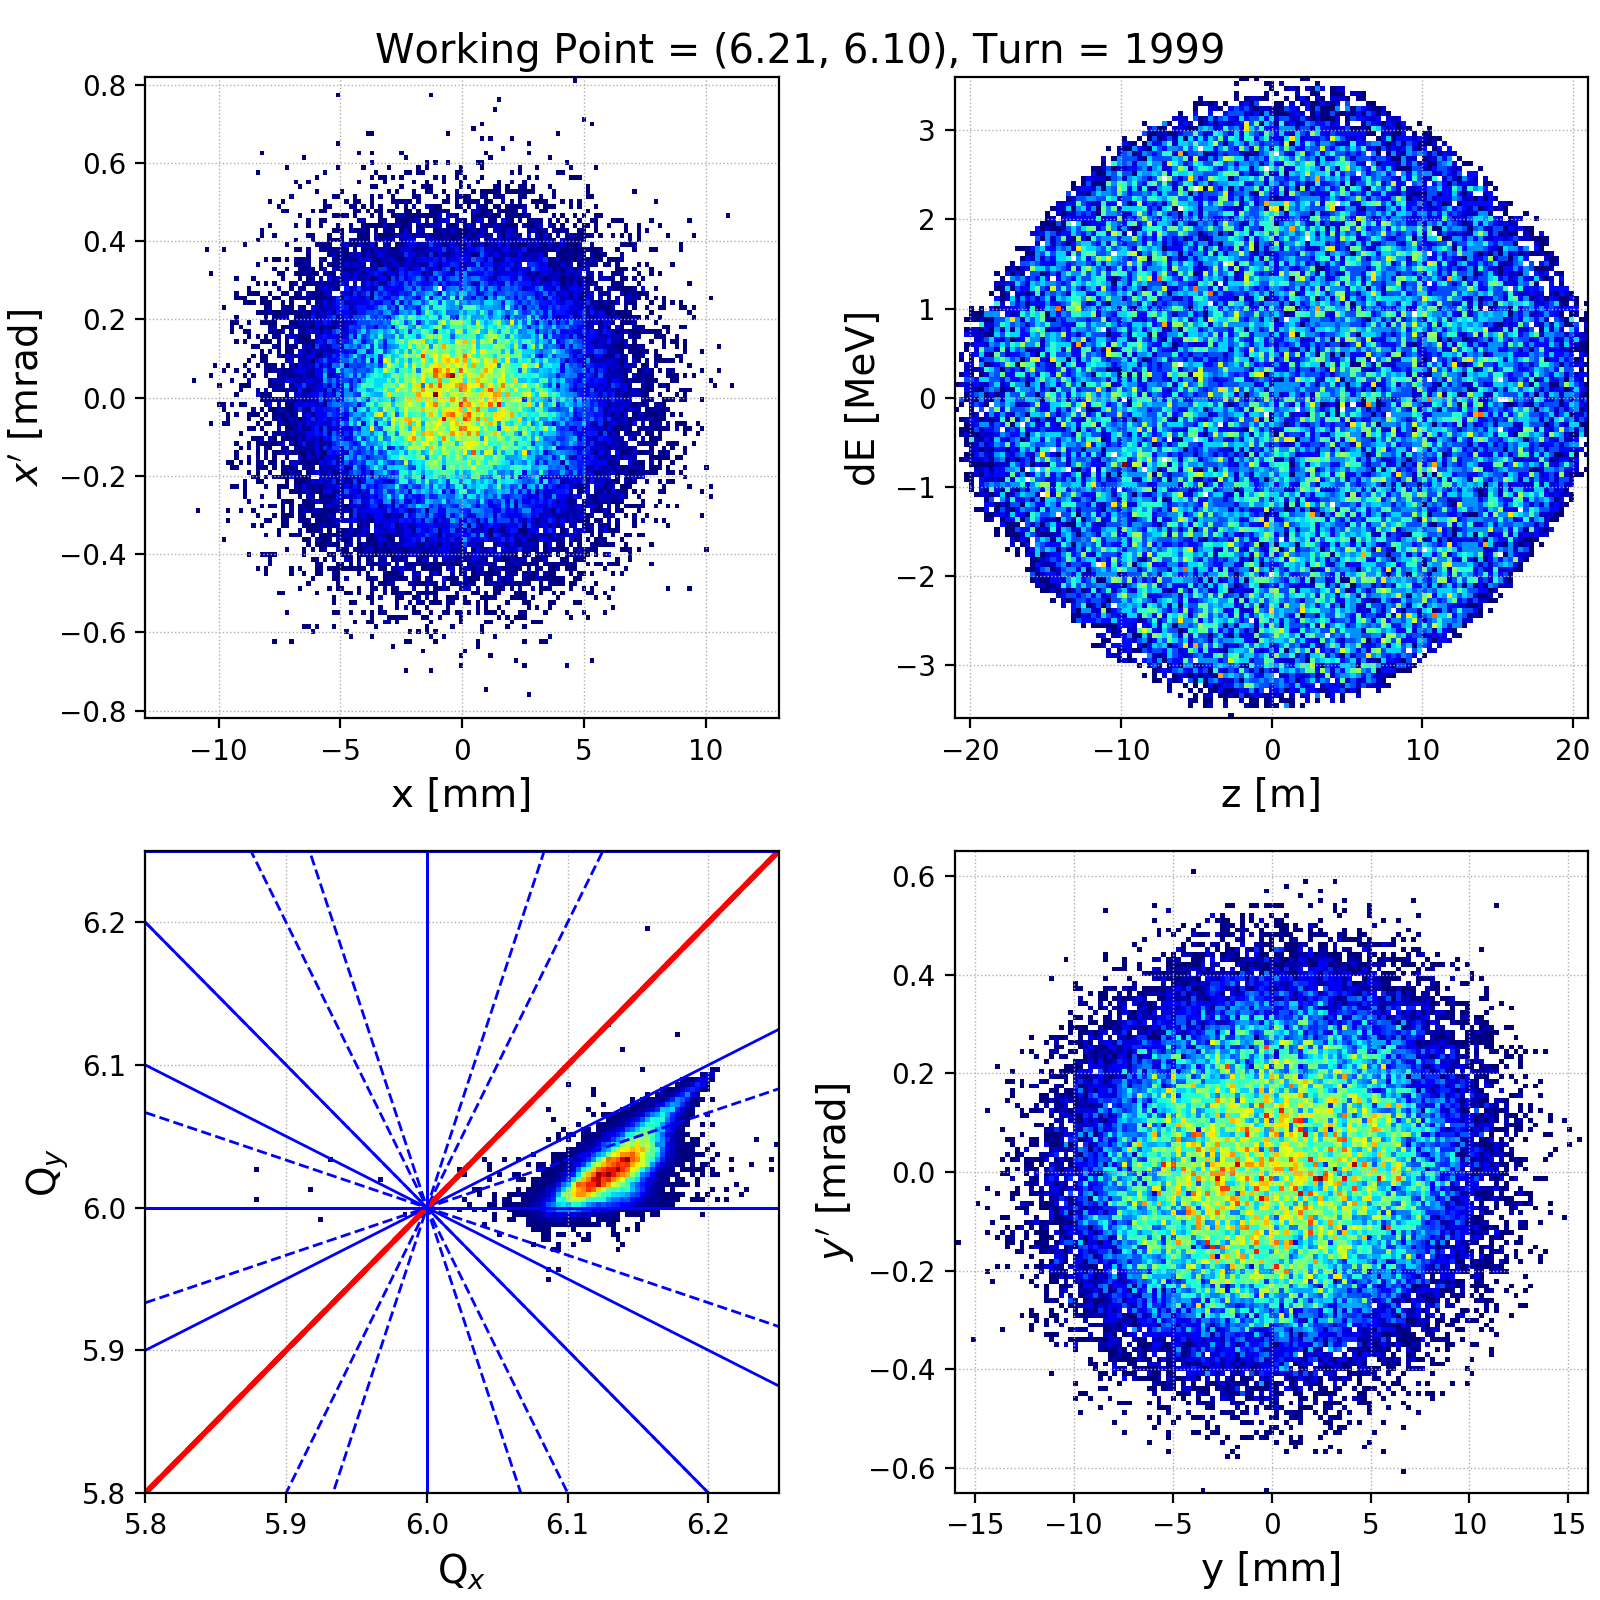 Working Point = (6.21, 6.10), Turn = 1999
0.8
0.6
0.4
0.2
0.0
−0.2
−0.4
−0.6
−0.8
x′ [mrad]
−10 −5 0 5 10
x [mm]
3
2
1
0
−1
−2
−3
dE [MeV]
−20 −10 0 10 20
z [m]
6.2
6.1
6.0
5.9
5.8
Qy
5.8 5.9 6.0 6.1 6.2
Qx
0.6
0.4
0.2
0.0
−0.2
−0.4
−0.6
y′ [mrad]
−15 −10 −5 0 5 10 15
y [mm]